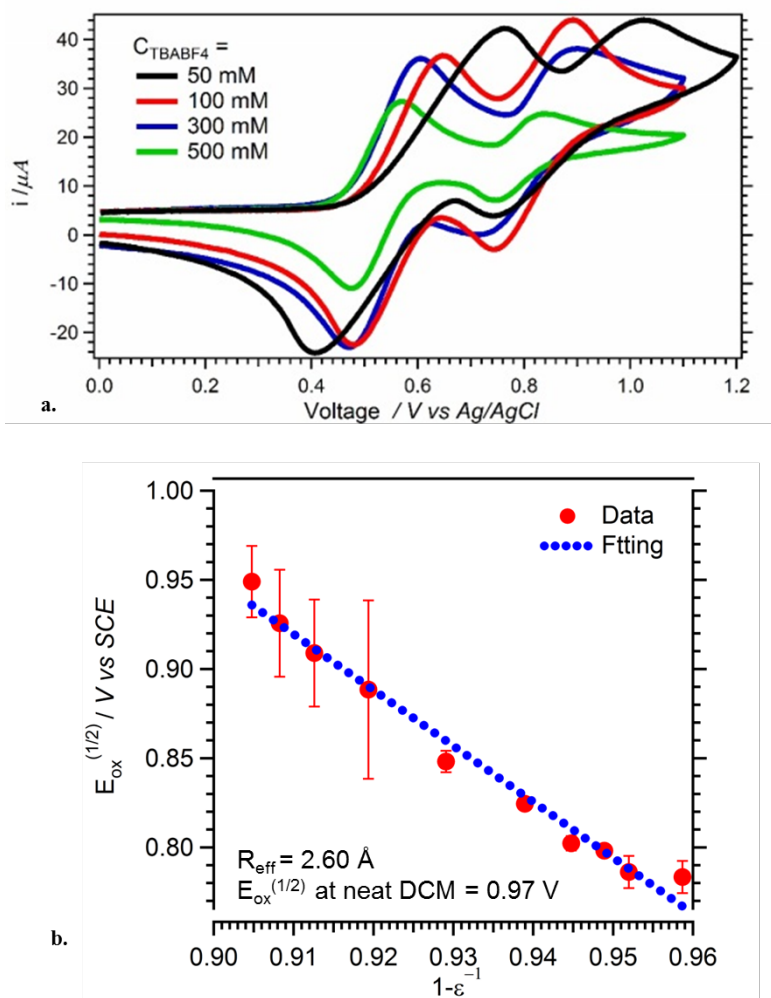 C_TBABF4 =
50 mM
100 mM
300 mM
500 mM
40
30
20
10
0
-10
-20
i /µA
0.0 0.2 0.4 0.6 0.8 1.0 1.2
Voltage / V vs Ag/AgCl
a.
1.00
0.95
0.90
0.85
0.80
E_ox^(1/2) / V vs SCE
Data
Ftting
R_eff = 2.60 Å
E_ox^(1/2) at neat DCM = 0.97 V
0.90 0.91 0.92 0.93 0.94 0.95 0.96
1-ε^-1
b.